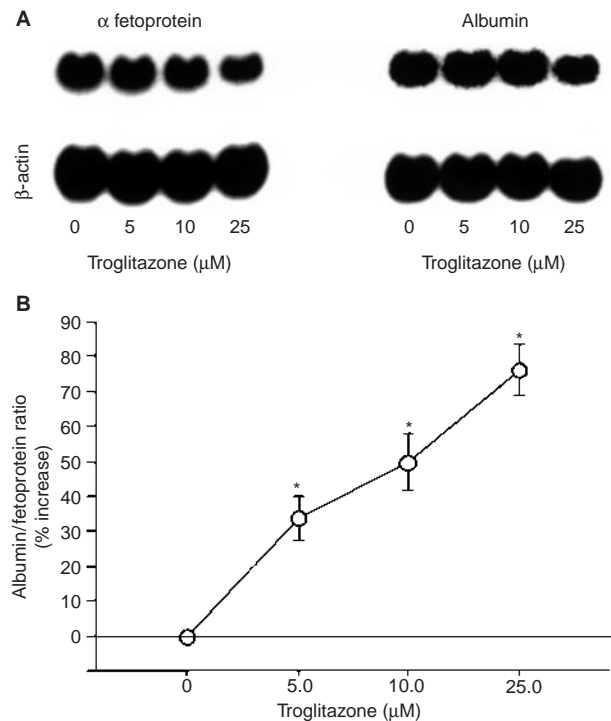 A
α fetoprotein Albumin
β-actin
0 5 10 25 0 5 10 25
Troglitazone (μM) Troglitazone (μM)
B
90
80
70
60
50
40
30
20
10
0
Albumin/fetoprotein ratio
(% increase)
*
*
*
0 5.0 10.0 25.0
Troglitazone (μM)